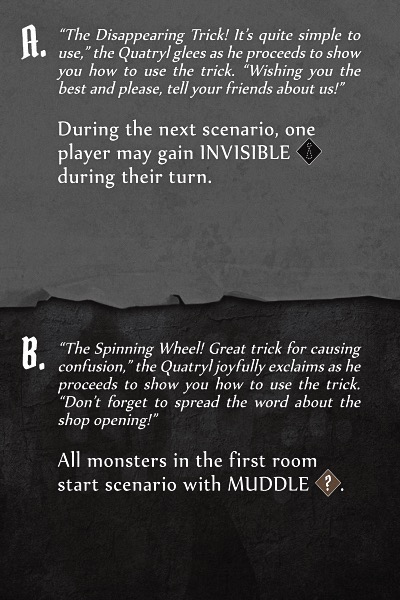 A. “The Disappearing Trick! It’s quite simple to
use,” the Quatryl glees as he proceeds to show
you how to use the trick. “Wishing you the
best and please, tell your friends about us!”
During the next scenario, one
player may gain INVISIBLE
during their turn.
B. “The Spinning Wheel! Great trick for causing
confusion,” the Quatryl joyfully exclaims as he
proceeds to show you how to use the trick.
“Don’t forget to spread the word about the
shop opening!”
All monsters in the first room
start scenario with MUDDLE ?.